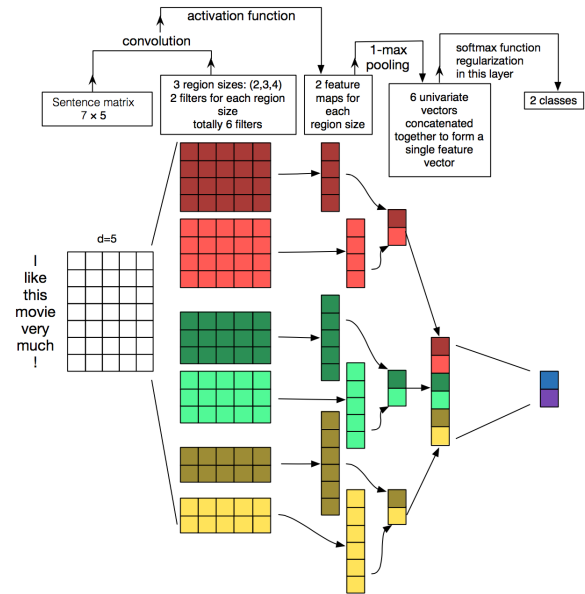 activation function
convolution
1-max
pooling
softmax function
regularization
in this layer
Sentence matrix
7 × 5
3 region sizes: (2,3,4)
2 filters for each region
size
totally 6 filters
2 feature
maps for
each
region size
6 univariate
vectors
concatenated
together to form a
single feature
vector
2 classes
d=5
I
like
this
movie
very
much
!